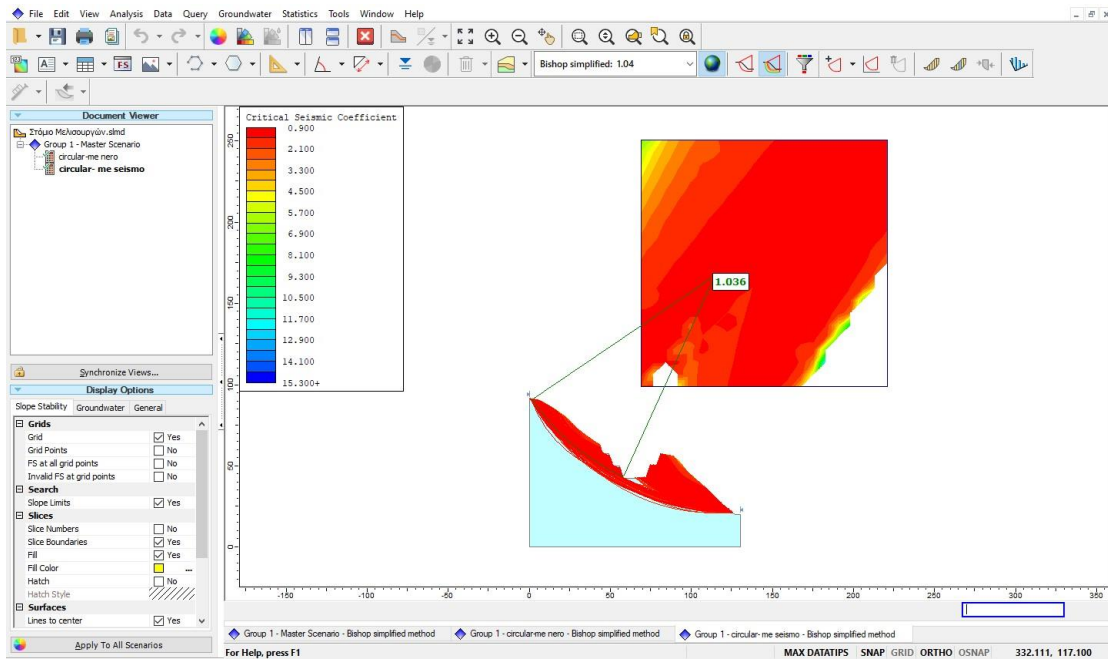 File Edit View Analysis Data Query Groundwater Statistics Tools Window Help
Bishop simplified: 1.04
Document Viewer
Στόμιο Μελισουργών.slmd
Group 1 - Master Scenario
circular-me nero
circular- me seismo
Synchronize Views...
Display Options
Slope Stability Groundwater General
Grids
Grid Yes
Grid Points No
FS at all grid points No
Invalid FS at grid points No
Search
Slope Limits Yes
Slices
Slice Numbers No
Slice Boundaries Yes
Fill Yes
Fill Color ...
Hatch No
Hatch Style
Surfaces
Lines to center Yes
Apply To All Scenarios
Critical Seismic Coefficient
0.900
2.100
3.300
4.500
5.700
6.900
8.100
9.300
10.500
11.700
12.900
14.100
15.300+
250
200
150
100
50
0
1.036
-150 -100 -50 0 50 100 150 200 250 300 350
Group 1 - Master Scenario - Bishop simplified method Group 1 - circular-me nero - Bishop simplified method Group 1 - circular- me seismo - Bishop simplified method
For Help, press F1 MAX DATATIPS SNAP GRID ORTHO OSNAP 332.111, 117.100